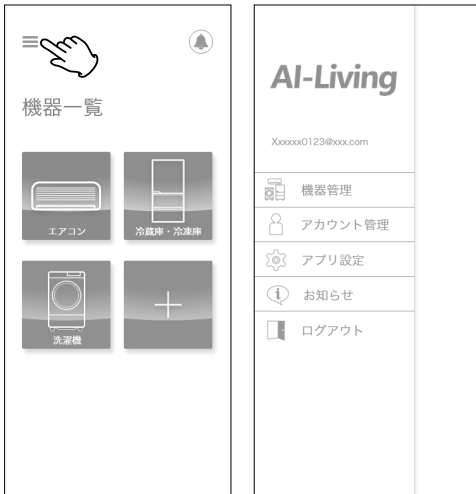 機器一覧
エアコン
冷蔵庫・冷凍庫
洗濯機
AI-Living
Xxxxxx0123@xxx.com
機器管理
アカウント管理
アプリ設定
お知らせ
ログアウト